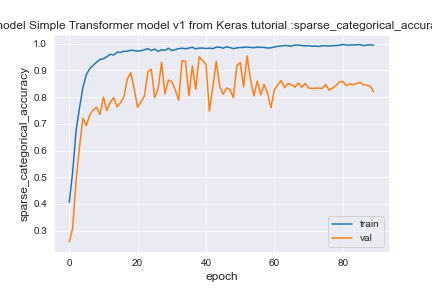 model Simple Transformer model v1 from Keras tutorial :sparse_categorical_accura
1.0
0.9
0.8
0.7
0.6
0.5
0.4
0.3
sparse_categorical_accuracy
0
20
40
60
80
epoch
train
val